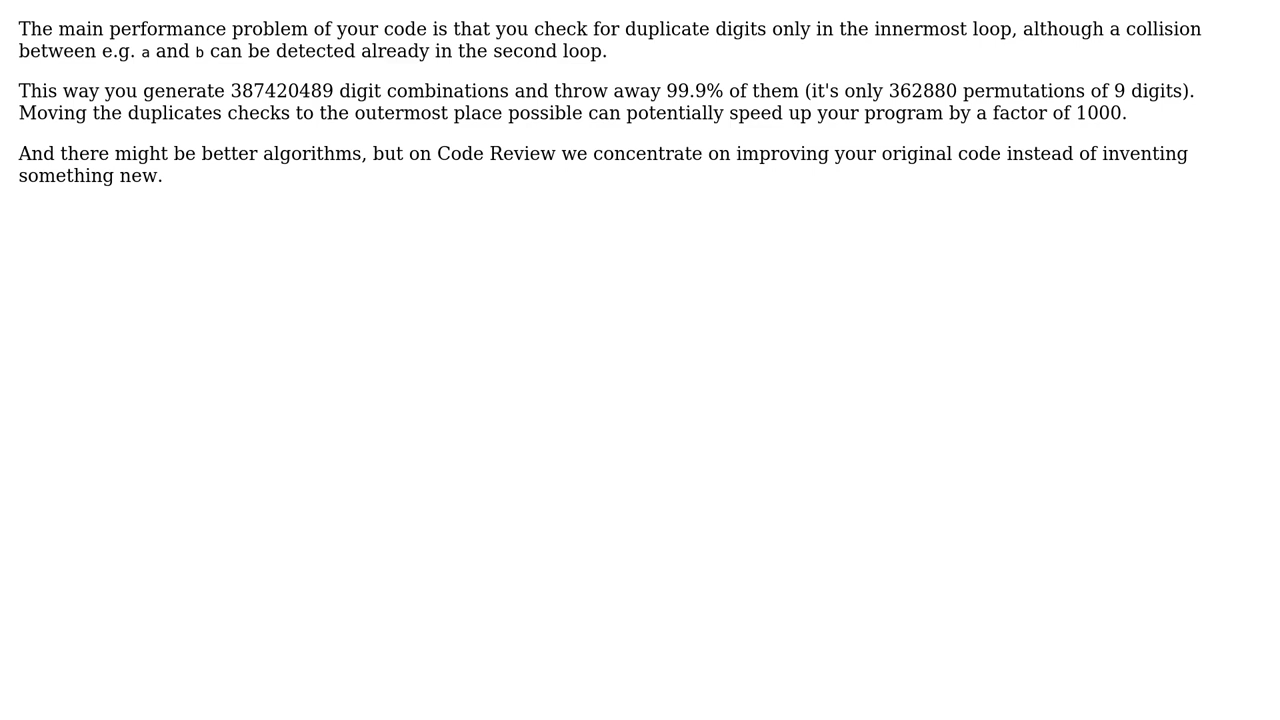 The main performance problem of your code is that you check for duplicate digits only in the innermost loop, although a collision
between e.g. a and b can be detected already in the second loop.
This way you generate 387420489 digit combinations and throw away 99.9% of them (it's only 362880 permutations of 9 digits).
Moving the duplicates checks to the outermost place possible can potentially speed up your program by a factor of 1000.
And there might be better algorithms, but on Code Review we concentrate on improving your original code instead of inventing
something new.